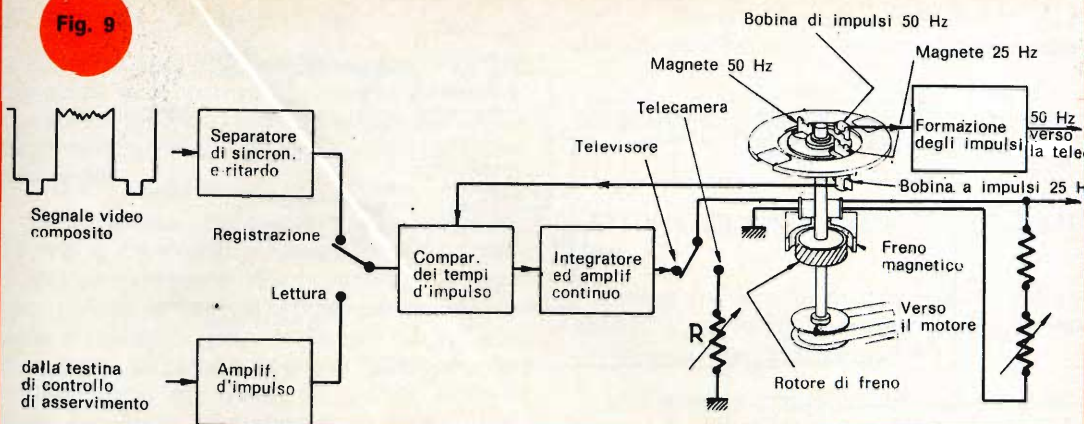 Fig. 9
Bobina di impulsi 50 Hz
Magnete 50 Hz
Magnete 25 Hz
Telecamera
Televisore
Separatore
di sincron.
e ritardo
Formazione
degli impulsi
50 Hz
verso
la telec
Bobina a impulsi 25 H
Segnale video
composito
Registrazione
Lettura
Compar.
dei tempi
d'impulso
Integratore
ed amplif
continuo
Freno
magnetico
R
Verso
il motore
dalla testina
di controllo
di asservimento
Amplif.
d'impulso
Rotore di freno